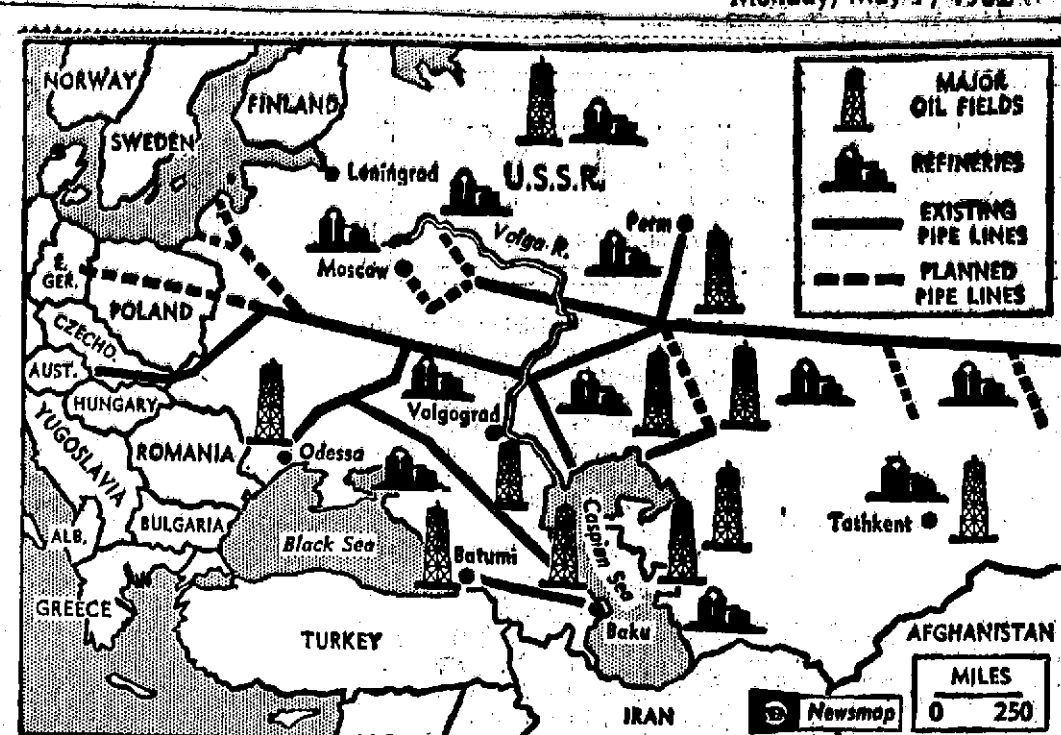 Monday, May
NORWAY
SWEDEN
FINLAND
Leningrad
U.S.S.R.
Perm
Volga R.
Moscow
E.
GER.
POLAND
CZECHO.
AUST.
HUNGARY
Volgograd
YUGOSLAVIA
ROMANIA
Odessa
BULGARIA
Black Sea
ALB.
Batumi
Caspian Sea
Tashkent
GREECE
TURKEY
Baku
AFGHANISTAN
IRAN
MAJOR
OIL FIELDS
REFINERIES
EXISTING
PIPE LINES
PLANNED
PIPE LINES
MILES
0 250
Newsmap